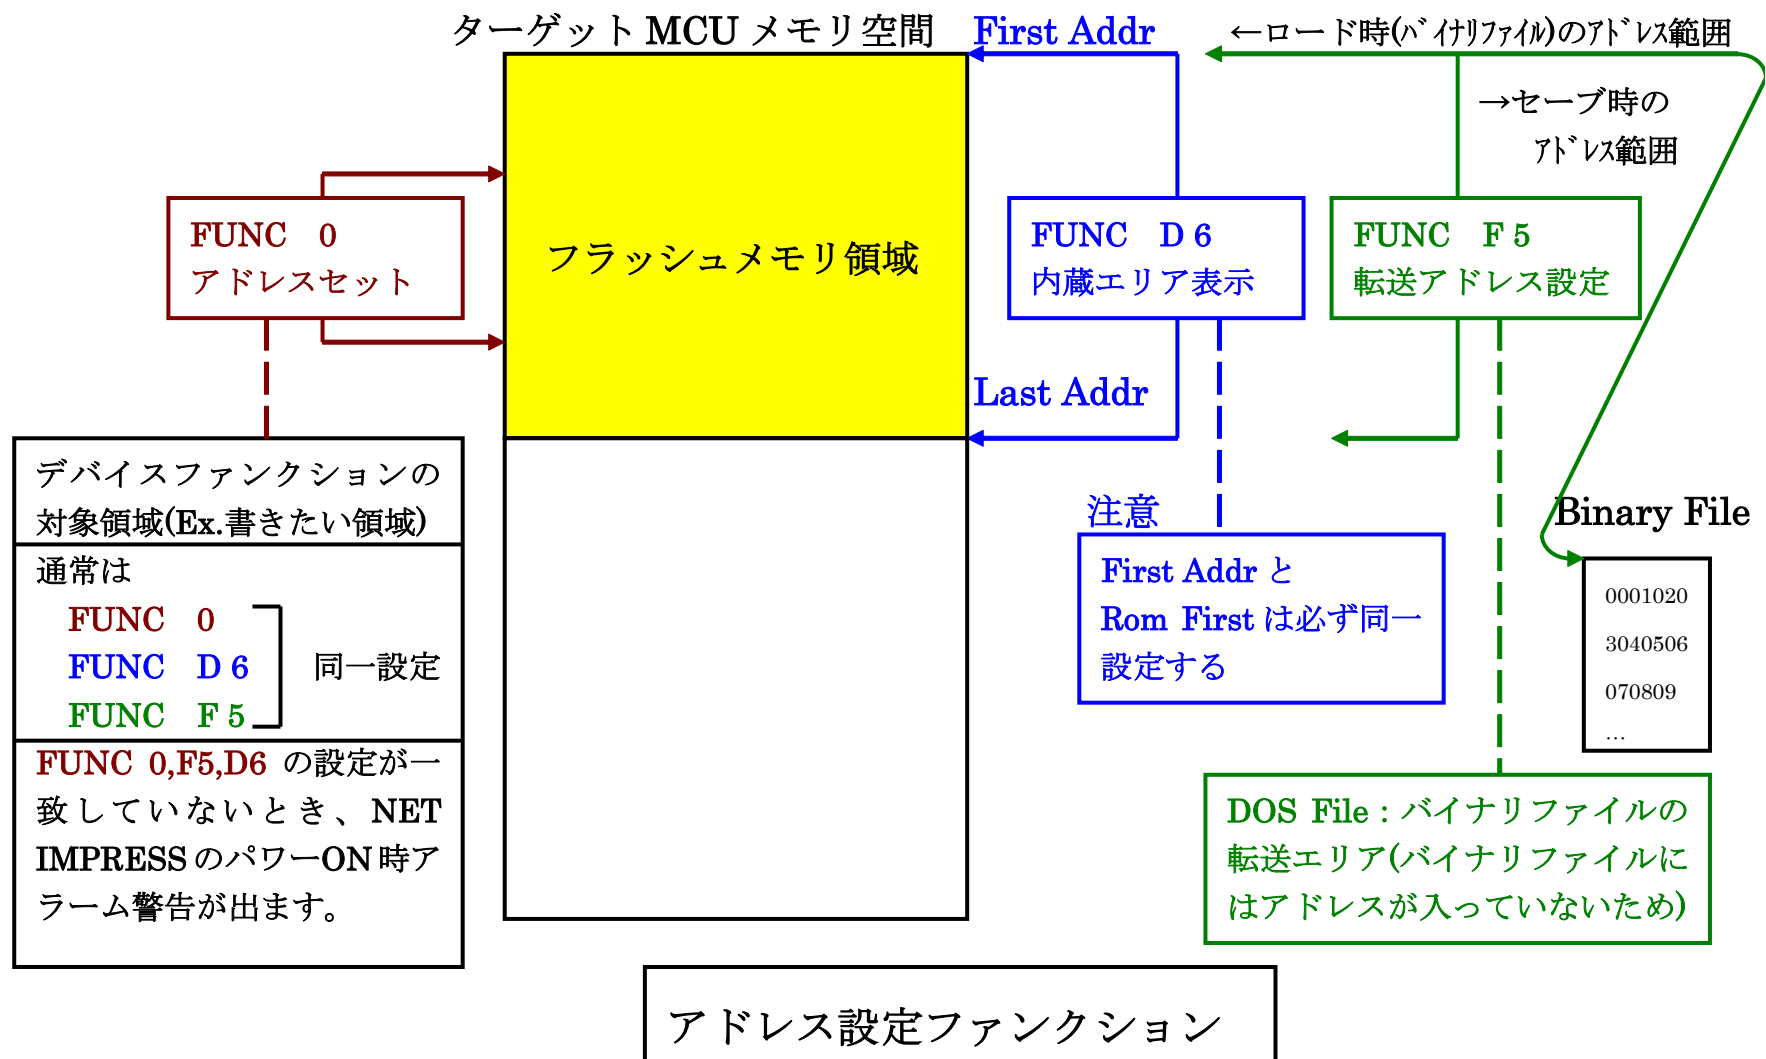 ターゲット MCU メモリ空間
First Addr
←ロード時(ﾊﾞｲﾅﾘﾌｧｲﾙ)のｱﾄﾞﾚｽ範囲
→セーブ時の
ｱﾄﾞﾚｽ範囲
FUNC 0
アドレスセット
フラッシュメモリ領域
FUNC D 6
内蔵エリア表示
FUNC F 5
転送アドレス設定
Last Addr
デバイスファンクションの
対象領域(Ex.書きたい領域)
通常は
FUNC 0
FUNC D 6
FUNC F 5
同一設定
FUNC 0,F5,D6 の設定が一
致していないとき、NET
IMPRESS のパワーON 時ア
ラーム警告が出ます。
注意
First Addr と
Rom First は必ず同一
設定する
Binary File
0001020
3040506
070809
…
DOS File : バイナリファイルの
転送エリア(バイナリファイルに
はアドレスが入っていないため)
アドレス設定ファンクション